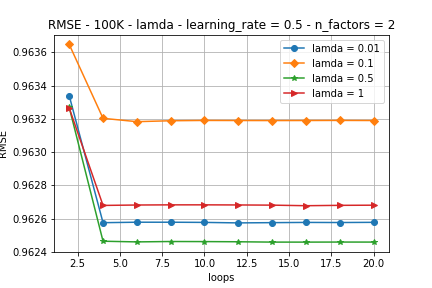 RMSE - 100K - lamda - learning_rate = 0.5 - n_factors = 2
lamda = 0.01
lamda = 0.1
lamda = 0.5
lamda = 1
0.9636
0.9634
0.9632
0.9630
0.9628
0.9626
0.9624
RMSE
2.5 5.0 7.5 10.0 12.5 15.0 17.5 20.0
loops